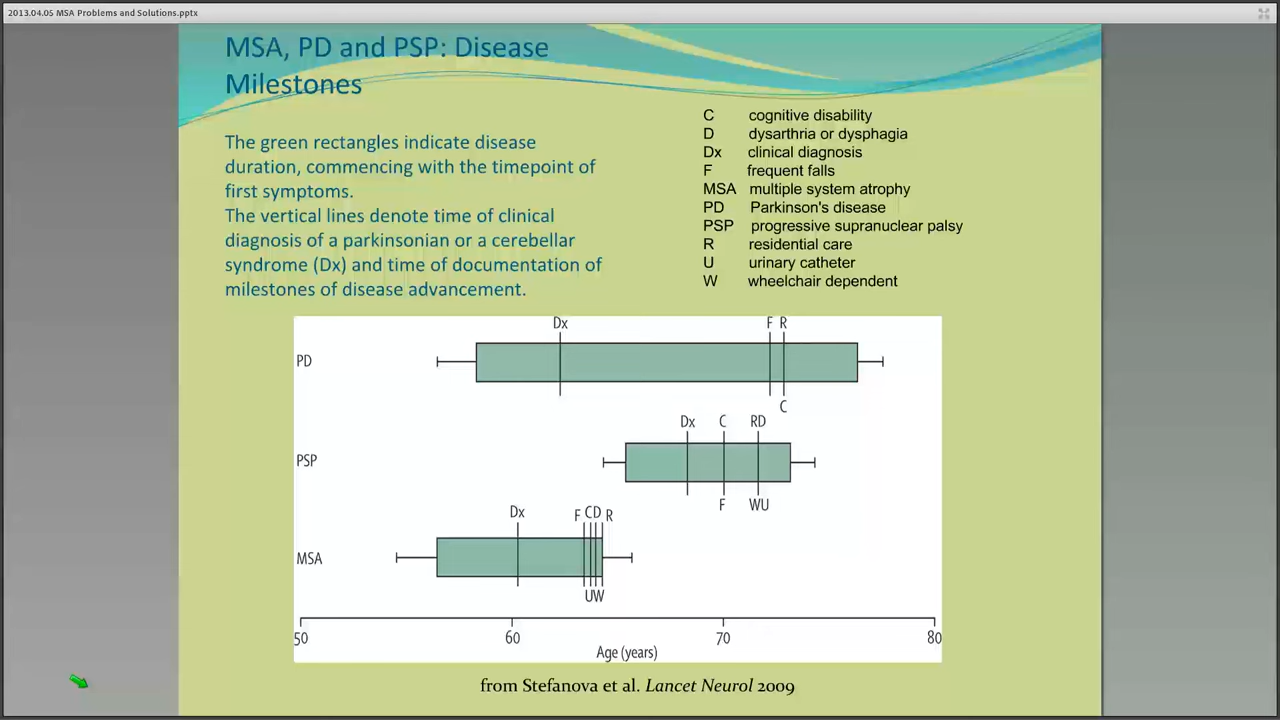 2013.04.05 MSA Problems and Solutions.pptx
MSA, PD and PSP: Disease
Milestones
The green rectangles indicate disease
duration, commencing with the timepoint of
first symptoms.
The vertical lines denote time of clinical
diagnosis of a parkinsonian or a cerebellar
syndrome (Dx) and time of documentation of
milestones of disease advancement.
C cognitive disability
D dysarthria or dysphagia
Dx clinical diagnosis
F frequent falls
MSA multiple system atrophy
PD Parkinson's disease
PSP progressive supranuclear palsy
R residential care
U urinary catheter
W wheelchair dependent
Dx F R
PD
C
Dx C RD
PSP
F WU
Dx F CD R
MSA
UW
50 60 70 80
Age (years)
from Stefanova et al. Lancet Neurol 2009